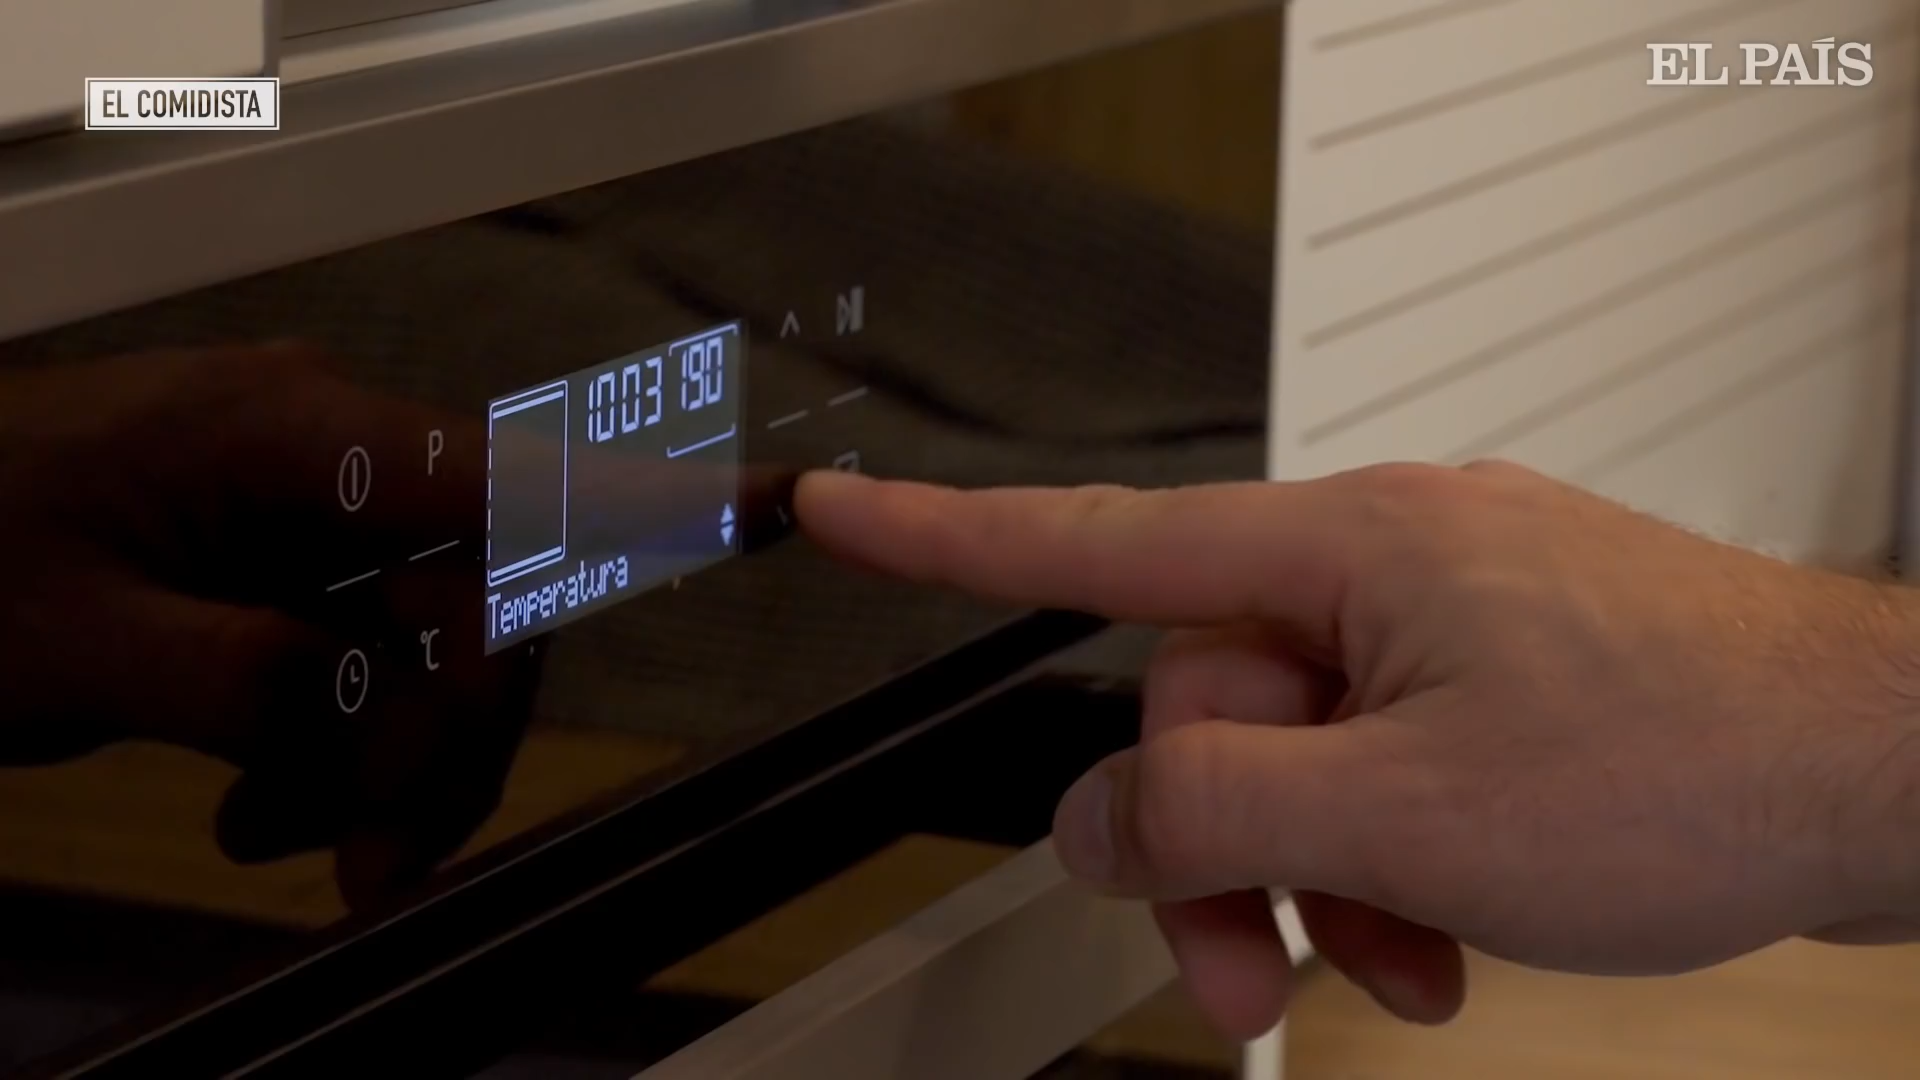 EL COMIDISTA
EL PAÍS
1003 190
P
Temperatura
°C